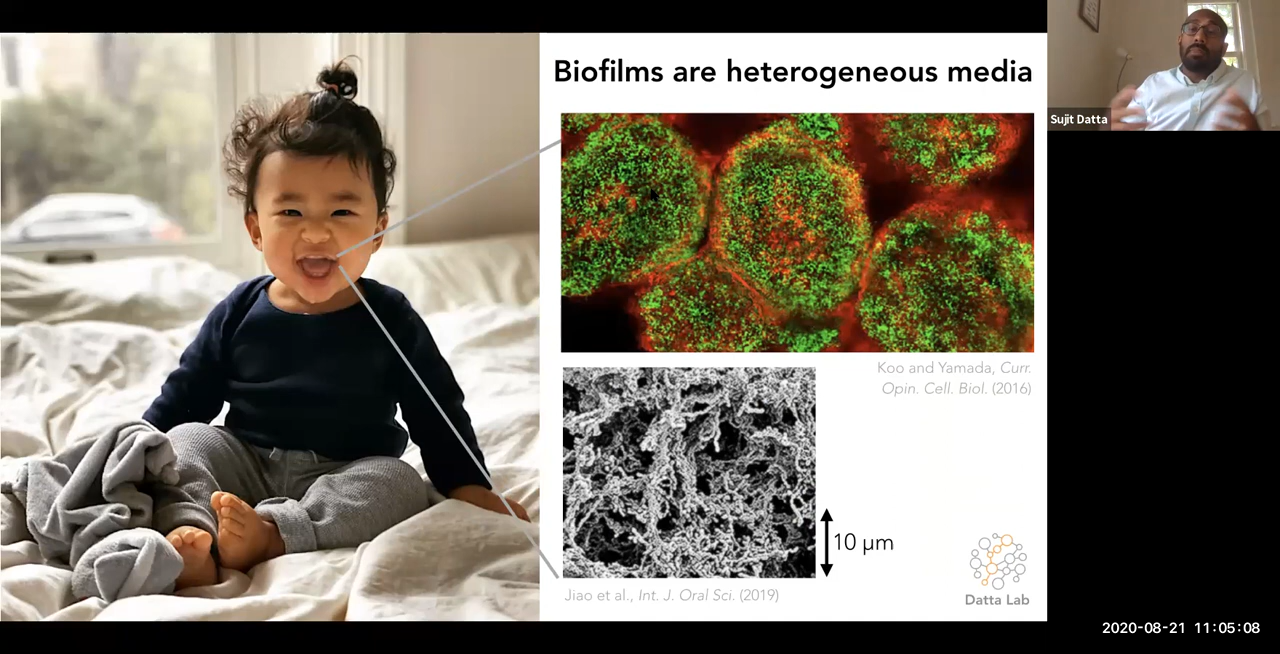 Biofilms are heterogeneous media
Sujit Datta
Koo and Yamada, Curr.
Opin. Cell. Biol. (2016)
10 μm
Jiao et al., Int. J. Oral Sci. (2019)
Datta Lab
2020-08-21 11:05:08